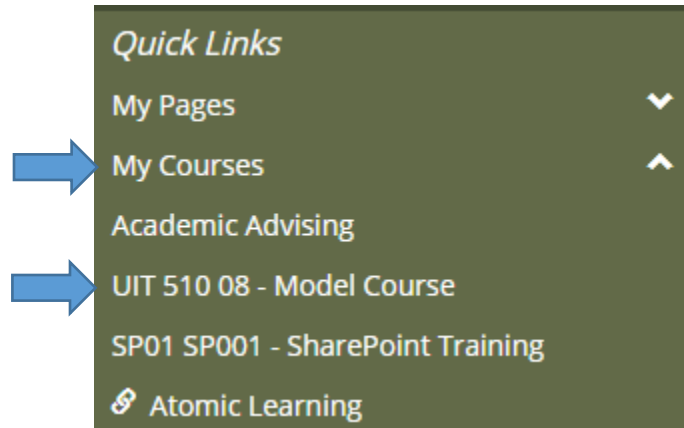 Quick Links
My Pages
My Courses
Academic Advising
UIT 510 08 - Model Course
SP01 SP001 - SharePoint Training
Atomic Learning